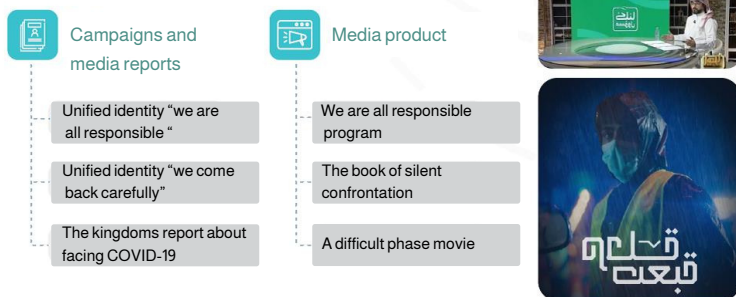 Campaigns and
media reports
Unified identity “we are
all responsible “
Unified identity “we come
back carefully”
The kingdoms report about
facing COVID-19
Media product
We are all responsible
program
The book of silent
confrontation
A difficult phase movie